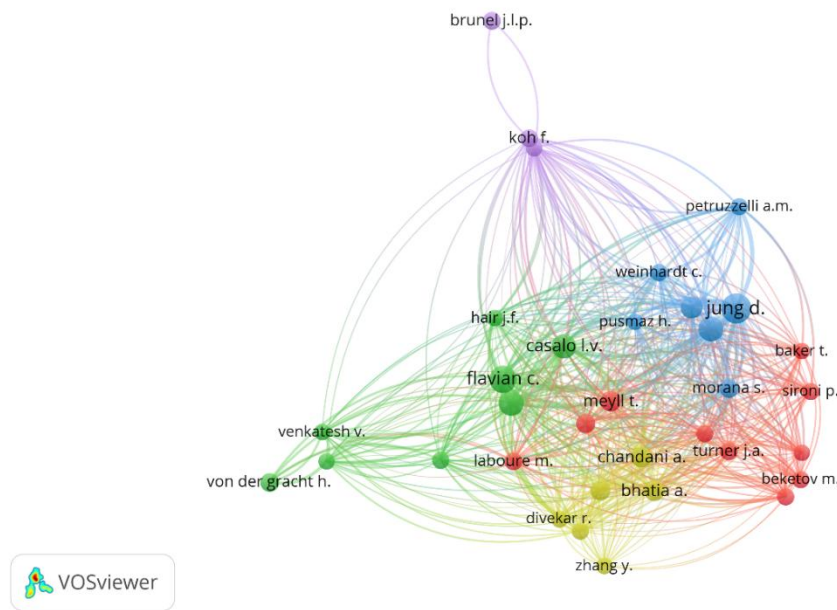 brunel j.l.p.
koh f.
petruzzelli a.m.
weinhardt c.
jung d.
hair j.f.
pusmaz h.
casalo l.v.
baker t.
flavian c.
morana s.
sironi p.
meyll t.
venkatesh v.
turner j.a.
chandani a.
laboure m.
beketov m.
von der gracht h.
bhatia a.
divekar r.
zhang y.
VOSviewer